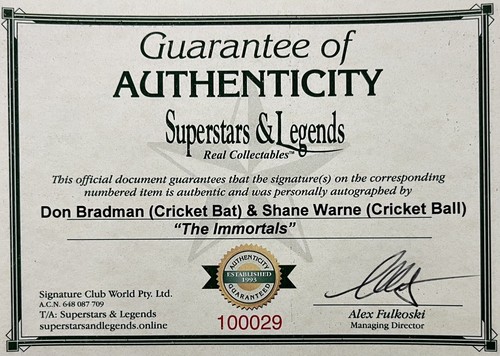 Guarantee of
AUTHENTICITY
Superstars & Legends
Real Collectables™
This official document guarantees that the signature(s) on the corresponding
numbered item is authentic and was personally autographed by
Don Bradman (Cricket Bat) & Shane Warne (Cricket Ball)
"The Immortals"
AUTHENTICITY
ESTABLISHED
1993
GUARANTEED
Signature Club World Pty. Ltd.
A.C.N. 648 087 709
T/A: Superstars & Legends
superstarsandlegends.online
100029
Alex Fulkoski
Managing Director